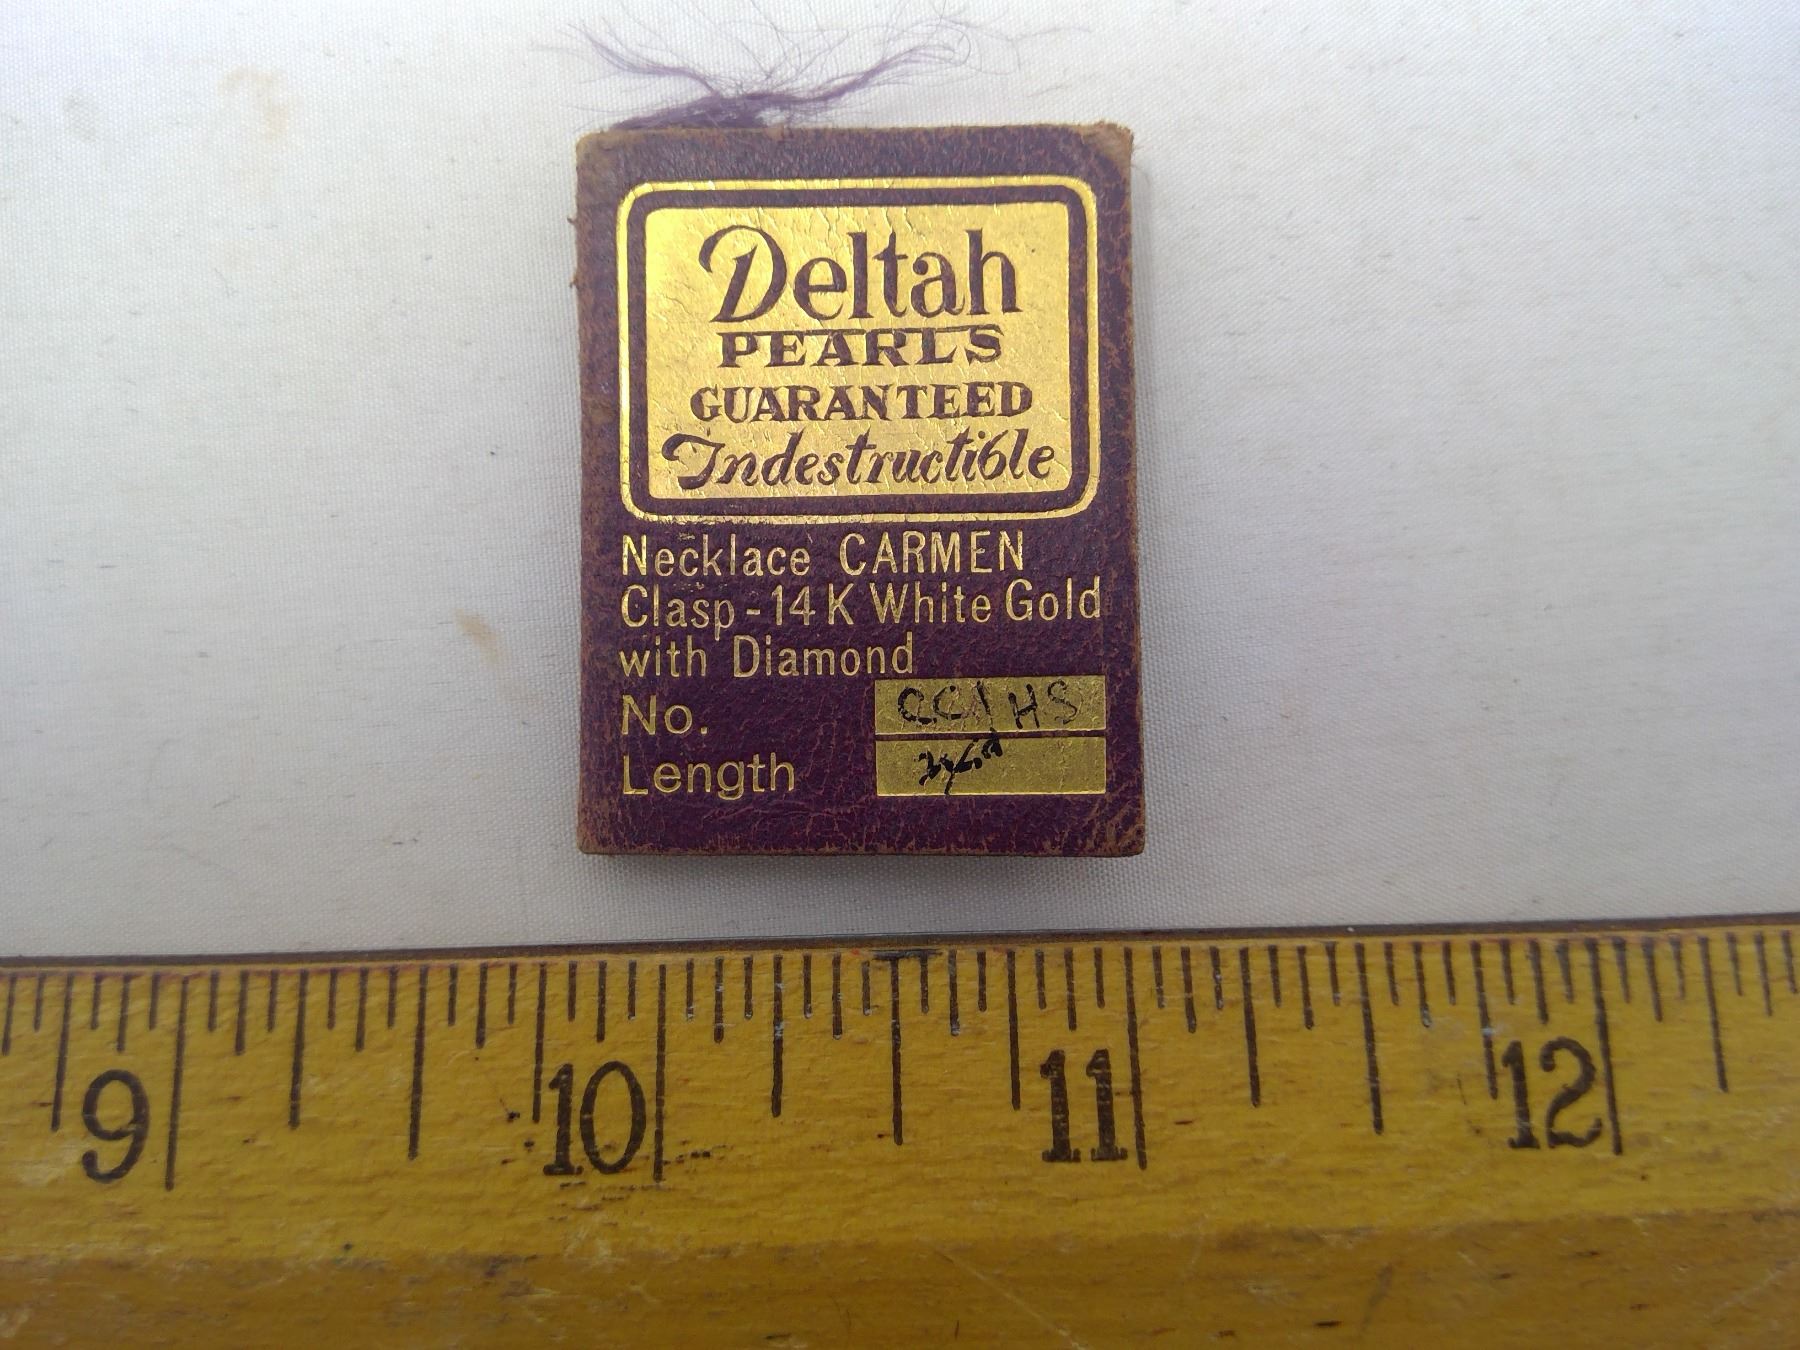 Deltah
PEARLS
GUARANTEED
Indestructible
Necklace CARMEN
Clasp - 14 K White Gold
with Diamond
No.
Length
9 10 11 12